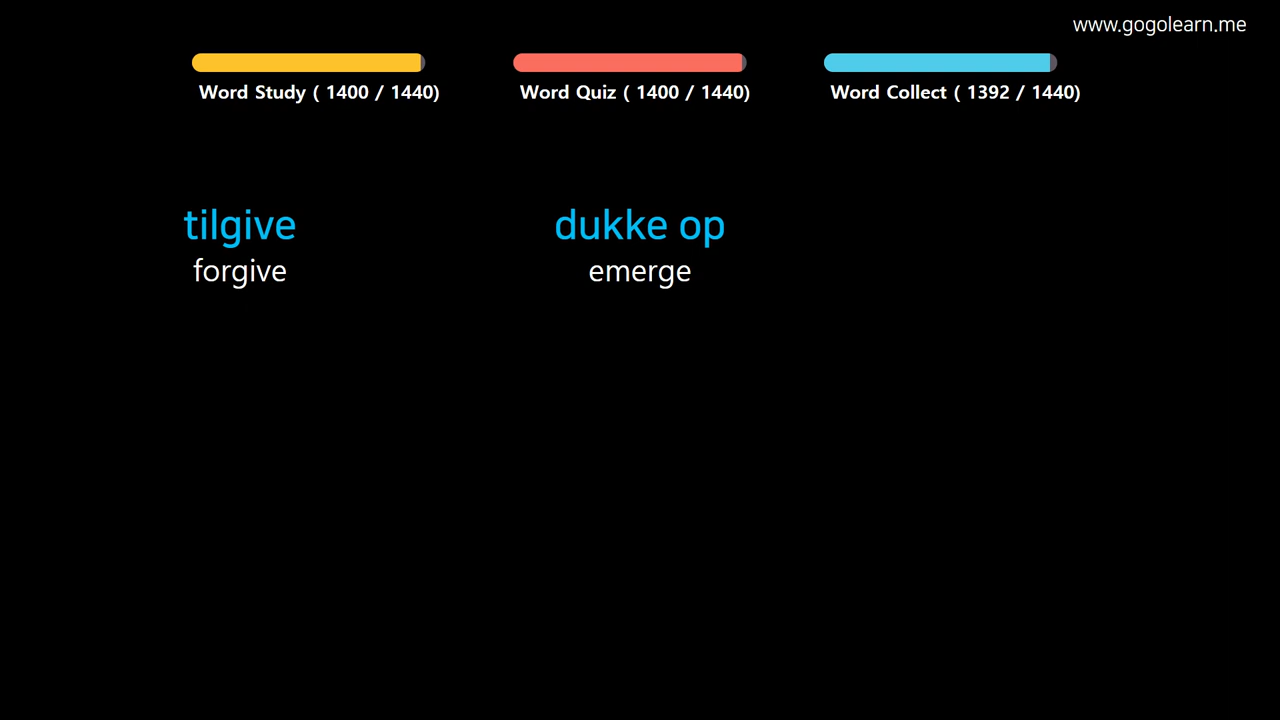 www.gogolearn.me
Word Study ( 1400 / 1440)
Word Quiz ( 1400 / 1440)
Word Collect ( 1392 / 1440)
tilgive
forgive
dukke op
emerge